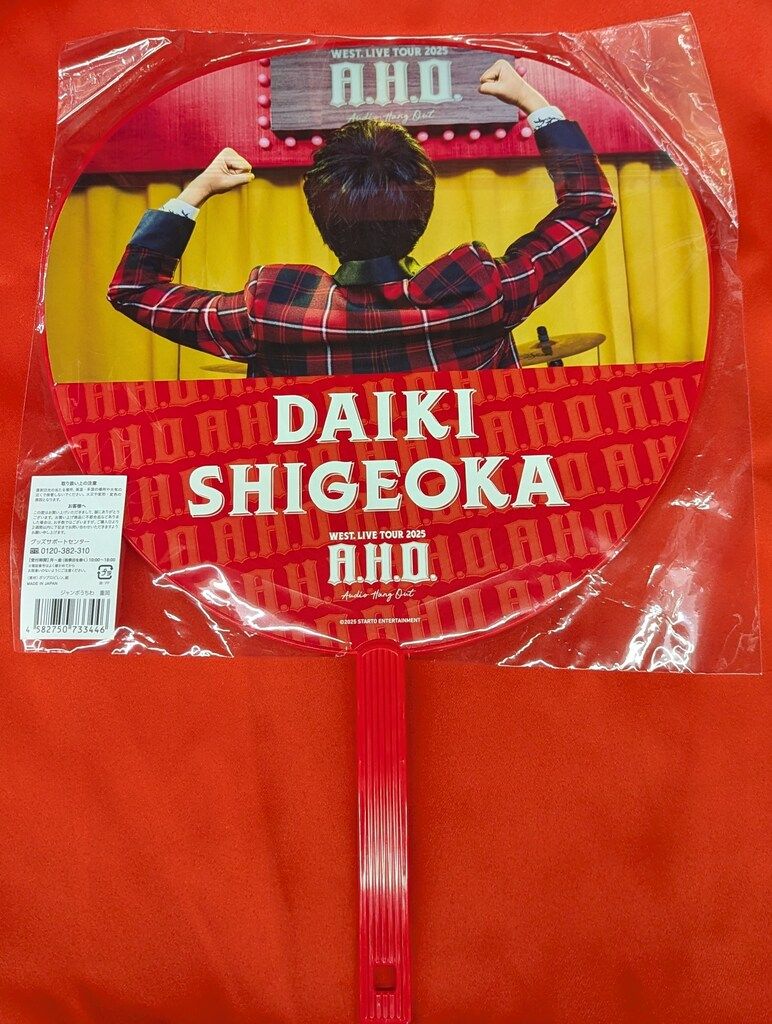 WEST. LIVE TOUR 2025
A.H.O.
Audio Hang Out
DAIKI
SHIGEOKA
WEST. LIVE TOUR 2025
A.H.O.
Audio Hang Out
©2025 STARTO ENTERTAINMENT
取り扱い上の注意
お客様へ
グッズサポートセンター
0120-382-310
MADE IN JAPAN
ジャンボうちわ 重岡
4 582750 733446